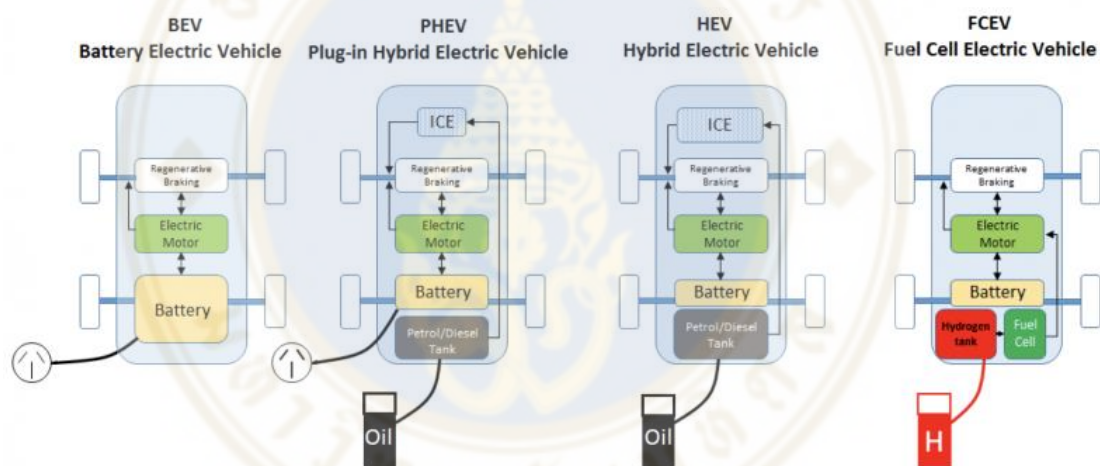 BEV
Battery Electric Vehicle
PHEV
Plug-in Hybrid Electric Vehicle
HEV
Hybrid Electric Vehicle
FCEV
Fuel Cell Electric Vehicle
Regenerative
Braking
Electric
Motor
Battery
ICE
Regenerative
Braking
Electric
Motor
Battery
Petrol/Diesel
Tank
Oil
ICE
Regenerative
Braking
Electric
Motor
Battery
Petrol/Diesel
Tank
Oil
Regenerative
Braking
Electric
Motor
Battery
Hydrogen
tank
Fuel
Cell
H